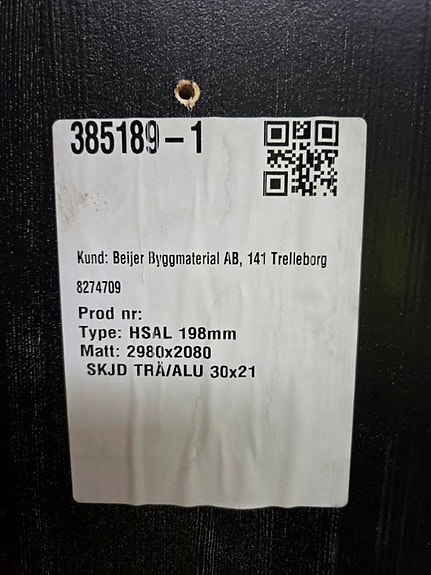 385189-1
Kund: Beijer Byggmaterial AB, 141 Trelleborg
8274709
Prod nr:
Type: HSAL 198mm
Matt: 2980x2080
SKJD TRÄ/ALU 30x21